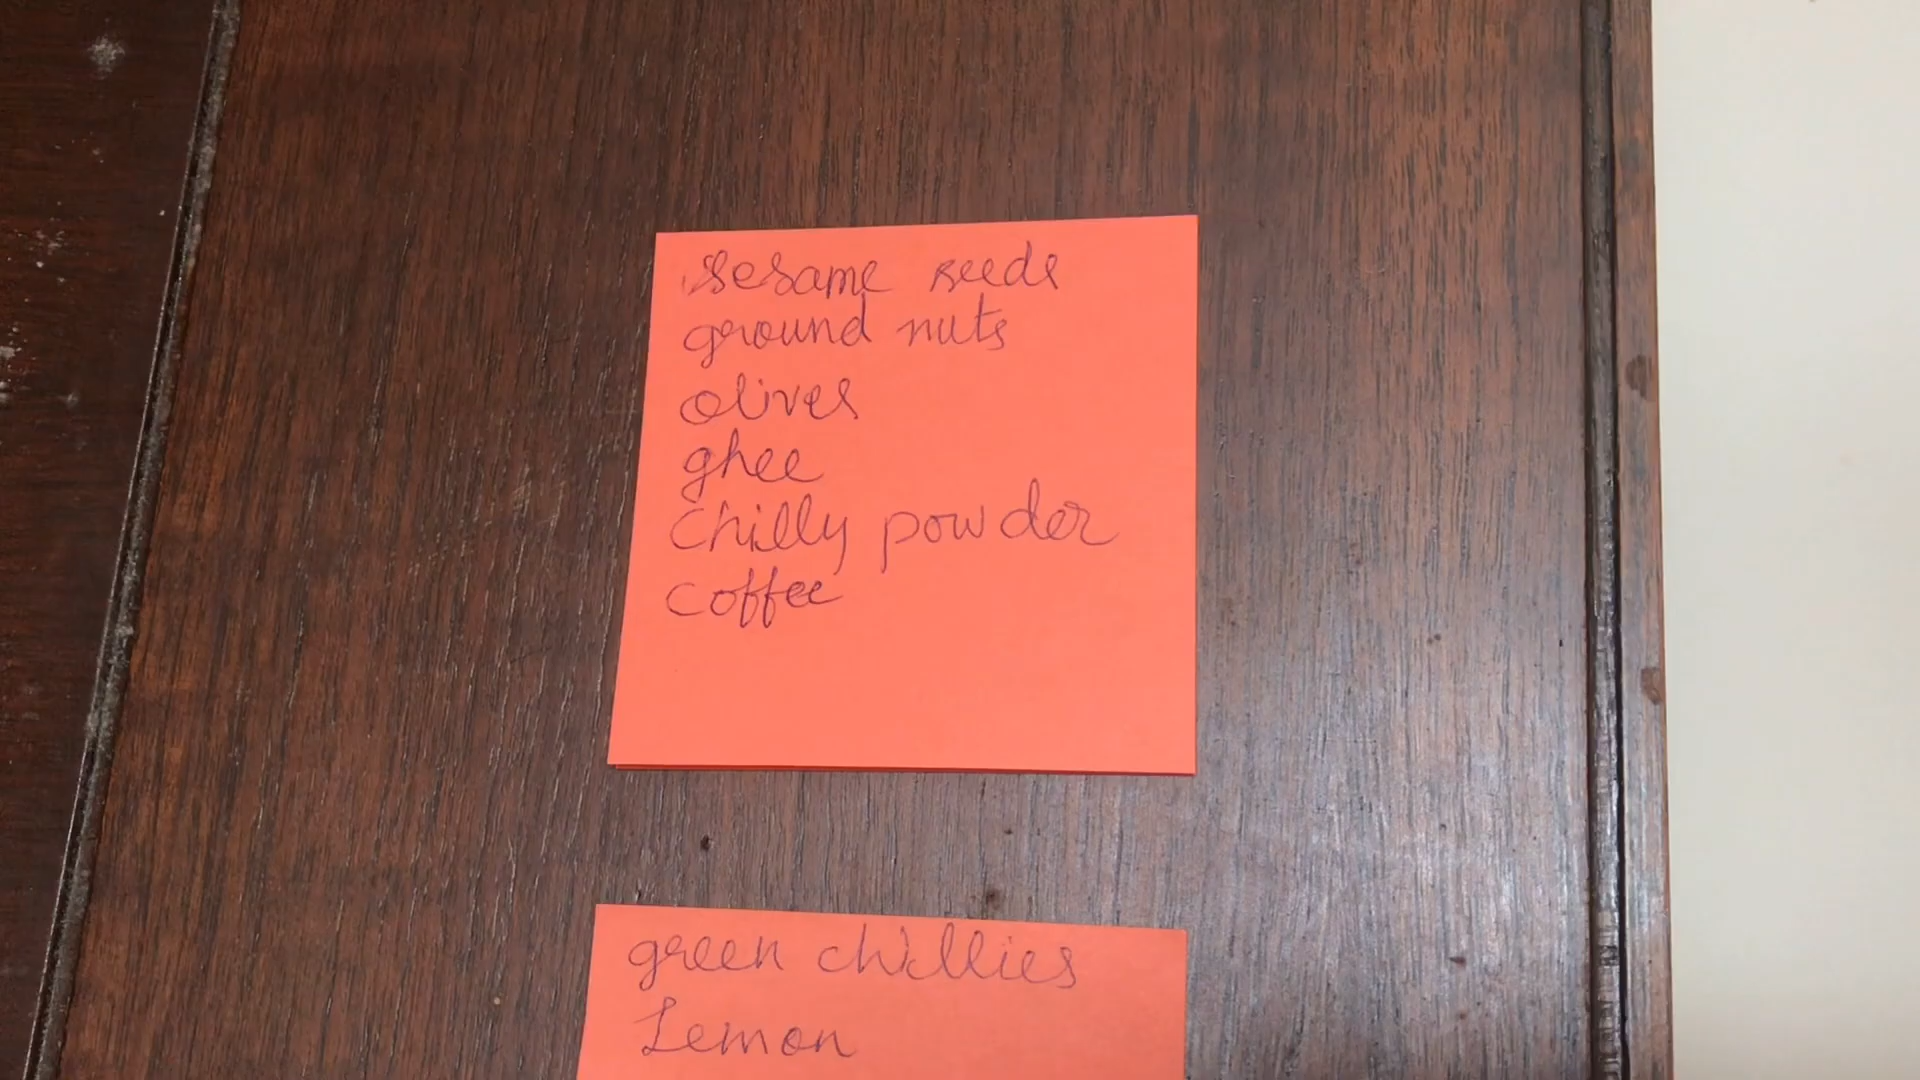 sesame seeds
ground nuts
olives
ghee
chilly powder
coffee
green chillies
Lemon